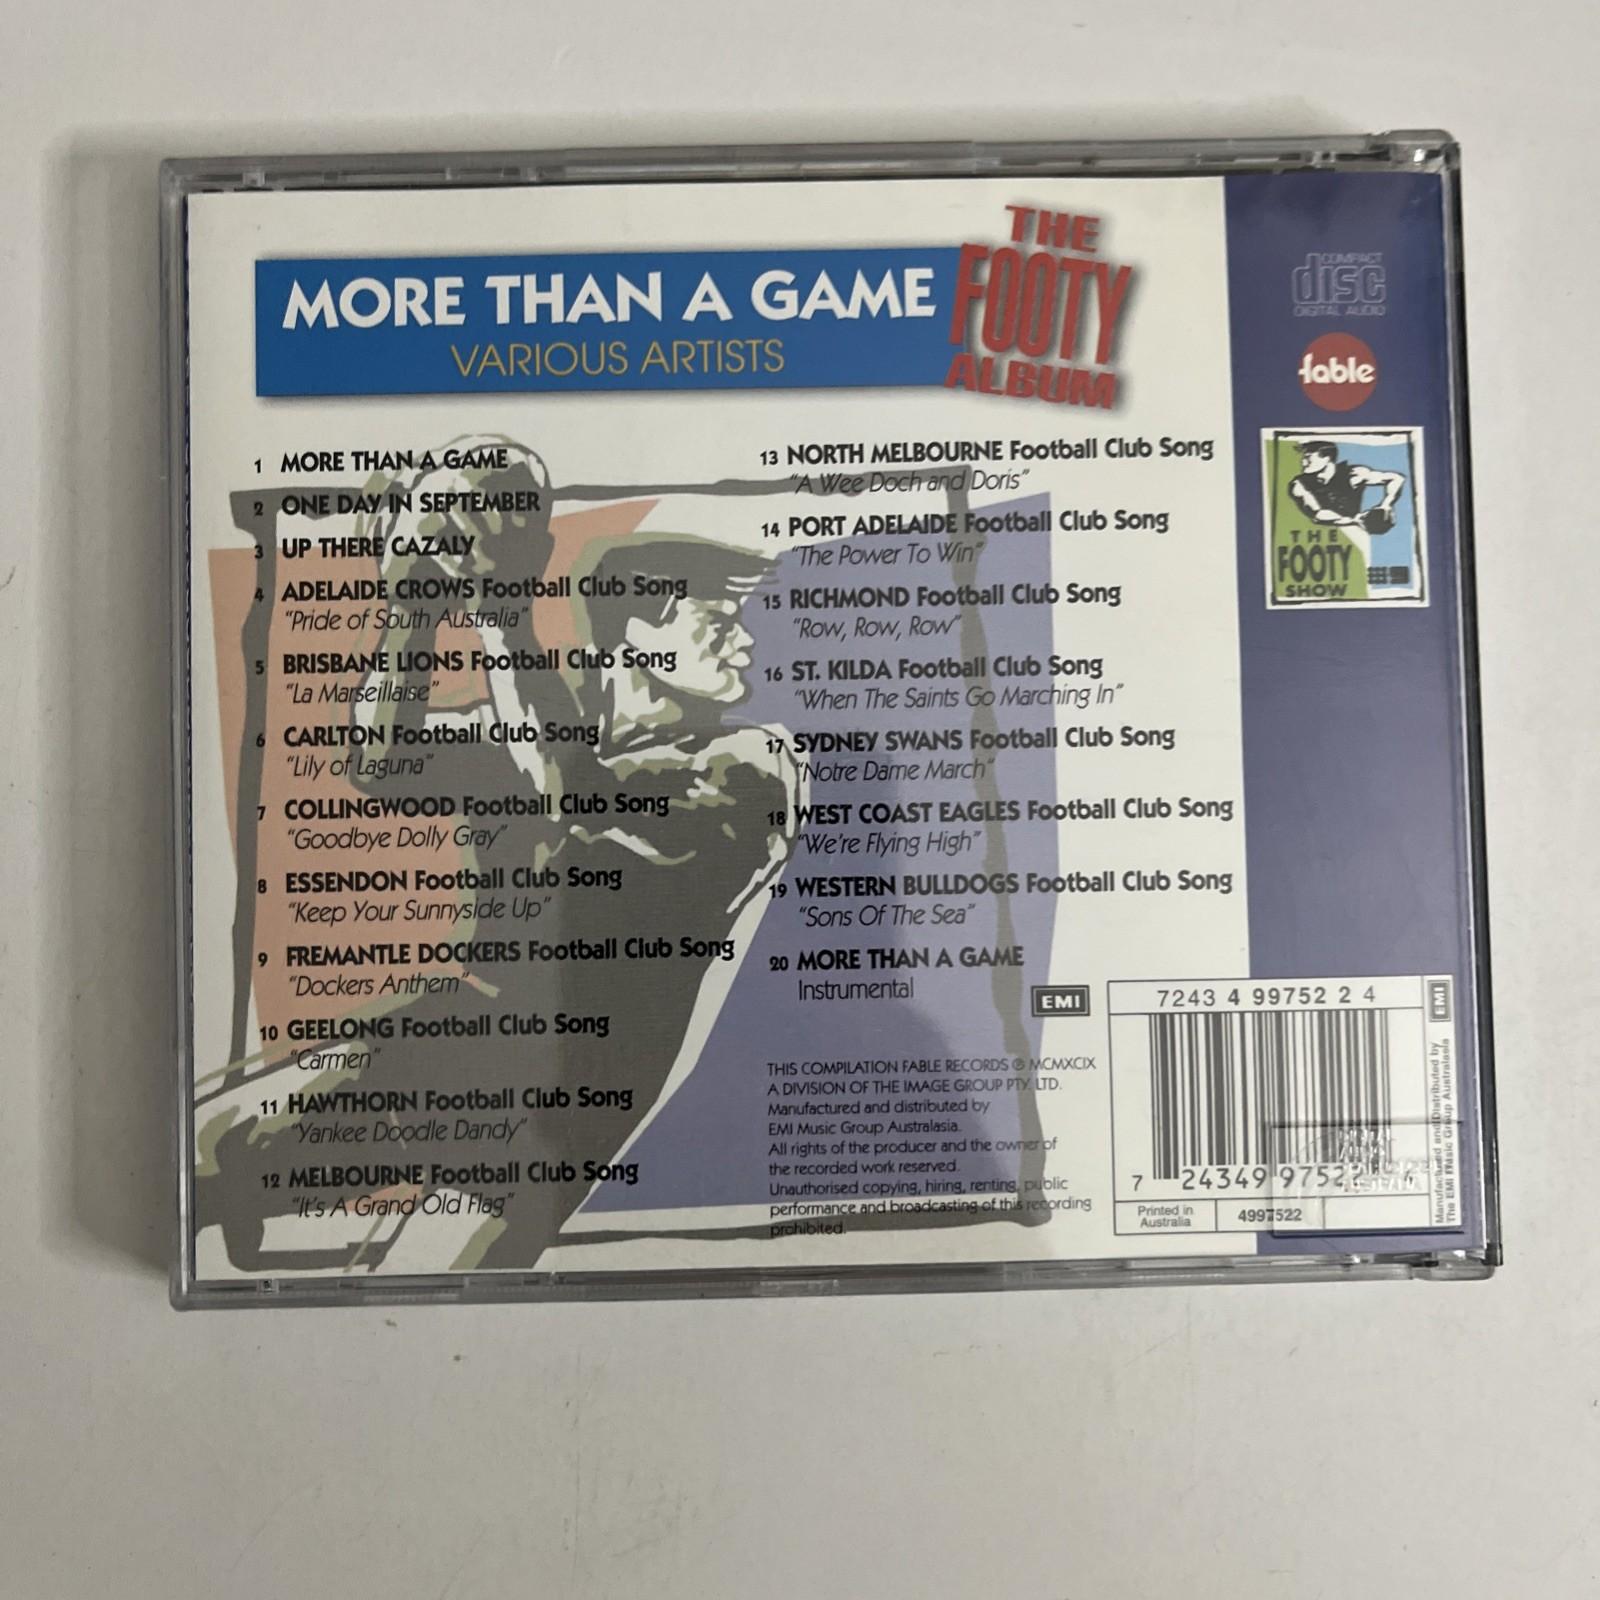 MORE THAN A GAME
VARIOUS ARTISTS
THE
FOOTY
ALBUM
1 MORE THAN A GAME
2 ONE DAY IN SEPTEMBER
3 UP THERE CAZALY
4 ADELAIDE CROWS Football Club Song
"Pride of South Australia"
5 BRISBANE LIONS Football Club Song
"La Marseillaise"
6 CARLTON Football Club Song
"Lily of Laguna"
7 COLLINGWOOD Football Club Song
"Goodbye Dolly Gray"
8 ESSENDON Football Club Song
"Keep Your Sunnyside Up"
9 FREMANTLE DOCKERS Football Club Song
"Dockers Anthem"
10 GEELONG Football Club Song
"Carmen"
11 HAWTHORN Football Club Song
"Yankee Doodle Dandy"
12 MELBOURNE Football Club Song
"It's A Grand Old Flag"
13 NORTH MELBOURNE Football Club Song
"A Wee Doch and Doris"
14 PORT ADELAIDE Football Club Song
"The Power To Win"
15 RICHMOND Football Club Song
"Row, Row, Row"
16 ST. KILDA Football Club Song
"When The Saints Go Marching In"
17 SYDNEY SWANS Football Club Song
"Notre Dame March"
18 WEST COAST EAGLES Football Club Song
"We're Flying High"
19 WESTERN BULLDOGS Football Club Song
"Sons Of The Sea"
20 MORE THAN A GAME
Instrumental
EMI
THIS COMPILATION FABLE RECORDS ℗ MCMXCIX
A DIVISION OF THE IMAGE GROUP PTY. LTD.
Manufactured and distributed by
EMI Music Group Australasia.
All rights of the producer and the owner of
the recorded work reserved.
Unauthorised copying, hiring, renting, public
performance and broadcasting of this recording
prohibited.
COMPACT
disc
DIGITAL AUDIO
fable
THE
FOOTY
SHOW
7243 4 99752 2 4
7 24349 9752
Printed in
Australia
4997522
EMI
Manufactured and Distributed by
The EMI Music Group Australasia